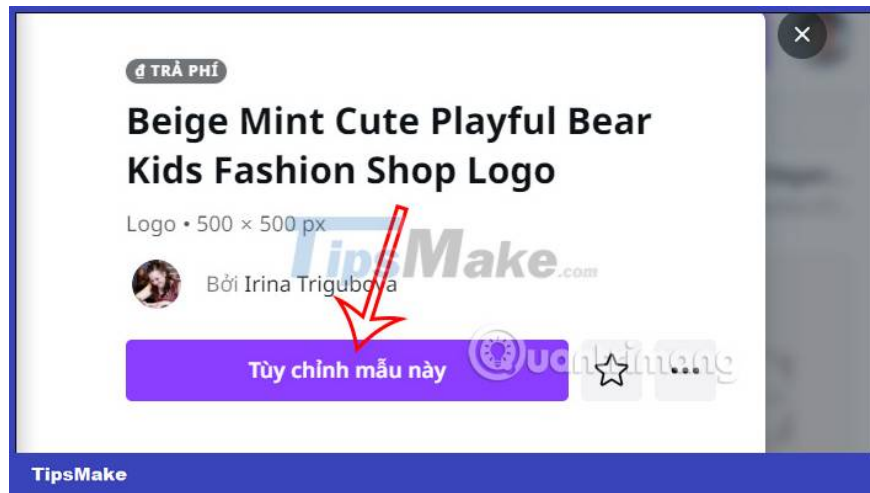 ₫ TRẢ PHÍ
Beige Mint Cute Playful Bear
Kids Fashion Shop Logo
Logo • 500 × 500 px
TipsMake.com
Bởi Irina Trigubova
Tùy chỉnh mẫu này
Quantrimang
TipsMake